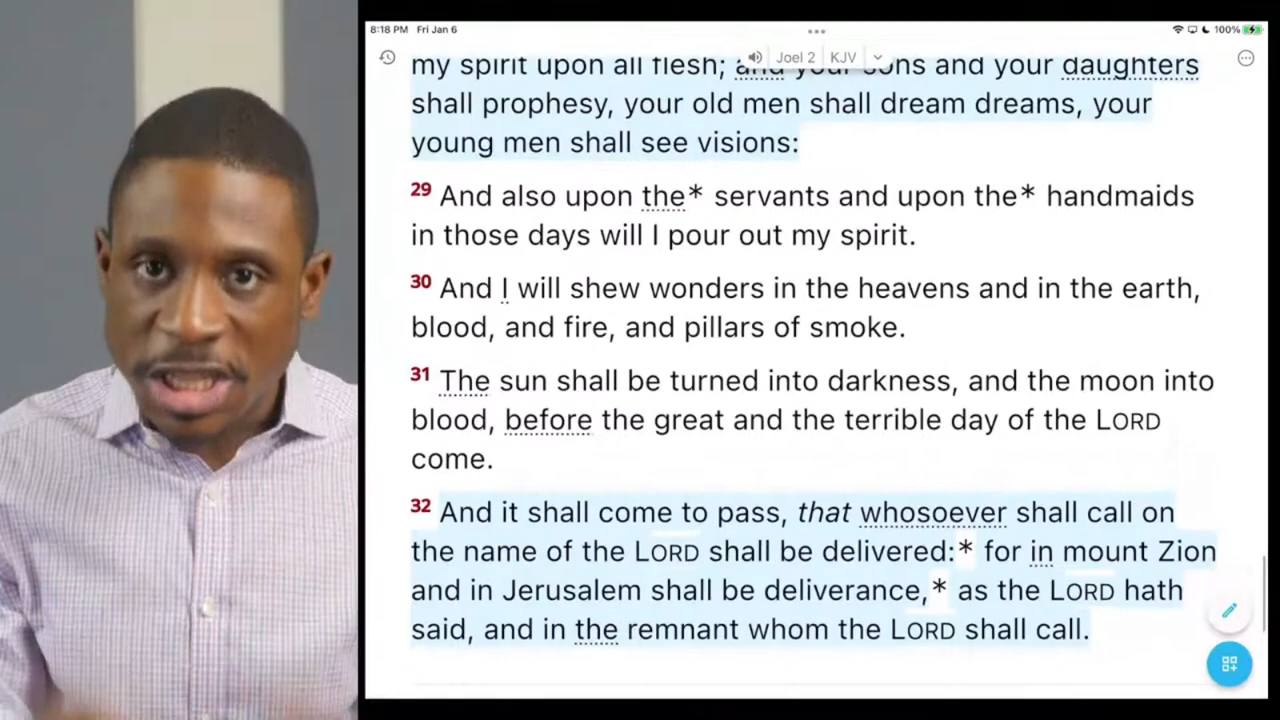 8:18 PM Fri Jan 6
100%
Joel 2 KJV
my spirit upon all flesh; and your sons and your daughters
shall prophesy, your old men shall dream dreams, your
young men shall see visions:
29 And also upon the* servants and upon the* handmaids
in those days will I pour out my spirit.
30 And I will shew wonders in the heavens and in the earth,
blood, and fire, and pillars of smoke.
31 The sun shall be turned into darkness, and the moon into
blood, before the great and the terrible day of the LORD
come.
32 And it shall come to pass, that whosoever shall call on
the name of the LORD shall be delivered:* for in mount Zion
and in Jerusalem shall be deliverance,* as the LORD hath
said, and in the remnant whom the LORD shall call.